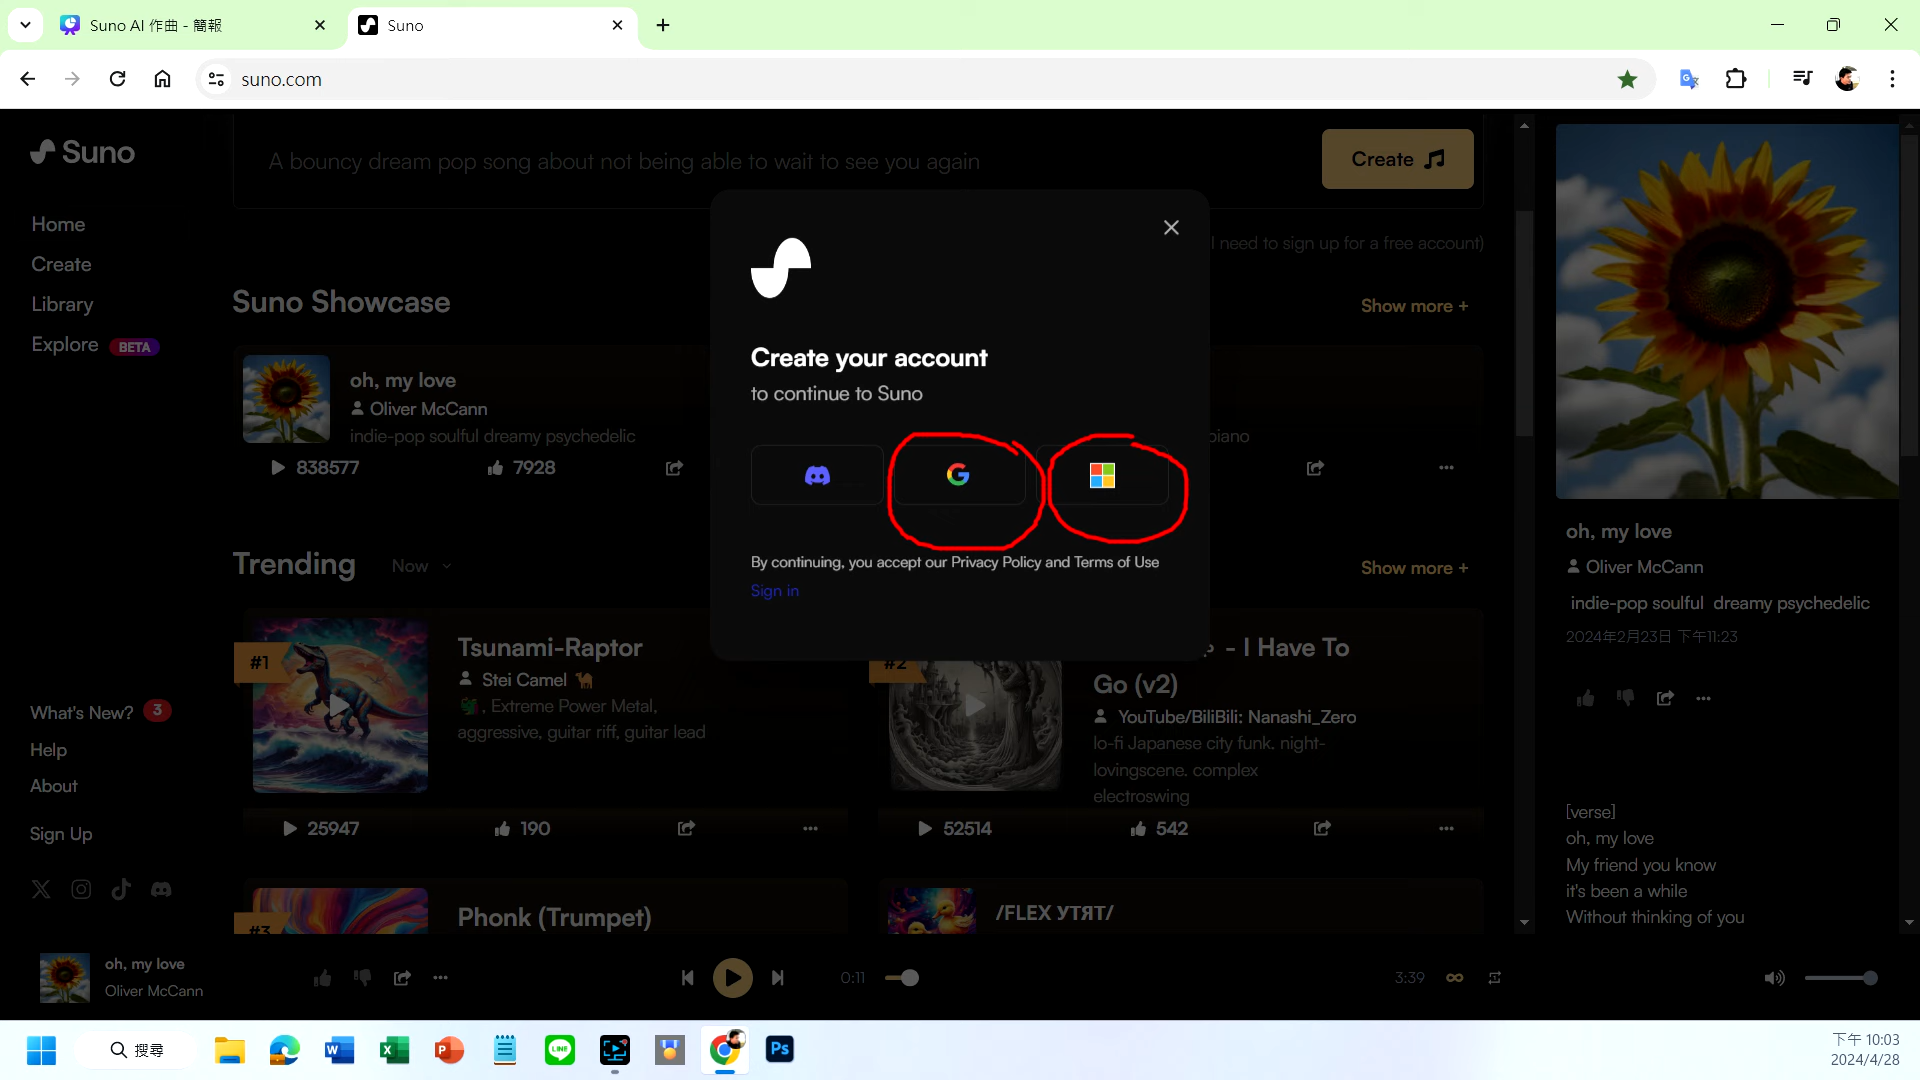 Suno AI 作曲 - 簡報
Suno
suno.com
Suno
A bouncy dream pop song about not being able to wait to see you again
Create
I need to sign up for a free account)
Home
Create
Library
Explore BETA
Suno Showcase
Show more +
oh, my love
Oliver McCann
indie-pop soulful dreamy psychedelic
838577
7928
piano
Create your account
to continue to Suno
By continuing, you accept our Privacy Policy and Terms of Use
Sign in
Trending
Now
Show more +
#1
Tsunami-Raptor
Stei Camel 🐪
🐲, Extreme Power Metal,
aggressive, guitar riff, guitar lead
25947
190
#2
- I Have To
Go (v2)
YouTube/BiliBili: Nanashi_Zero
lo-fi Japanese city funk. night-
lovingscene. complex
electroswing
52514
542
#3
Phonk (Trumpet)
/FLEX УТЯТ/
What's New? 3
Help
About
Sign Up
oh, my love
Oliver McCann
indie-pop soulful dreamy psychedelic
2024年2月23日 下午11:23
[verse]
oh, my love
My friend you know
it's been a while
Without thinking of you
oh, my love
Oliver McCann
0:11
3:39
搜尋
W
X
P
LINE
Ps
下午 10:03
2024/4/28